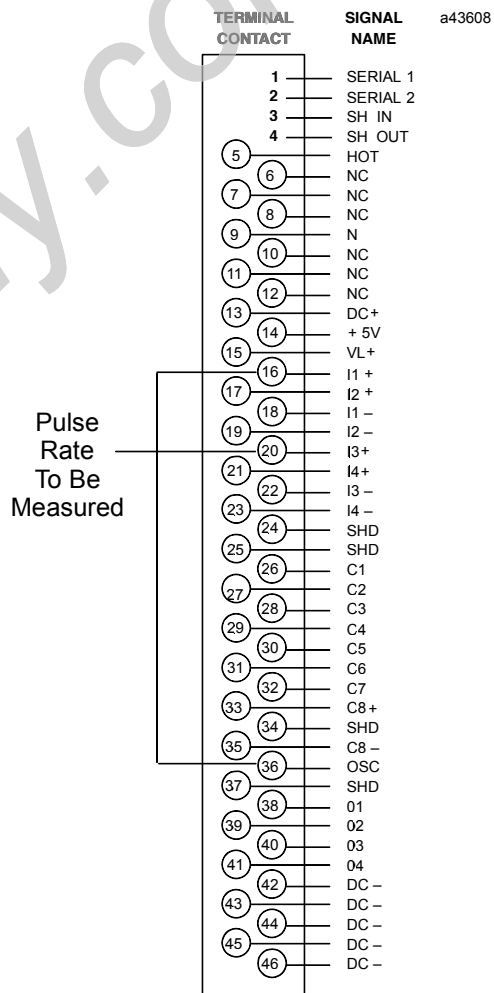 TERMINAL CONTACT SIGNAL NAME a43608
1 SERIAL 1
2 SERIAL 2
3 SH IN
4 SH OUT
5 HOT
6 NC
7 NC
8 NC
9 N
10 NC
11 NC
12 NC
13 DC+
14 + 5V
15 VL+
16 I1 +
17 I2 +
18 I1 –
19 I2 –
20 I3+
21 I4+
22 I3 –
23 I4 –
24 SHD
25 SHD
26 C1
27 C2
28 C3
29 C4
30 C5
31 C6
32 C7
33 C8+
34 SHD
35 C8 –
36 OSC
37 SHD
38 01
39 02
40 03
41 04
42 DC –
43 DC –
44 DC –
45 DC –
46 DC –
Pulse
Rate
To Be
Measured